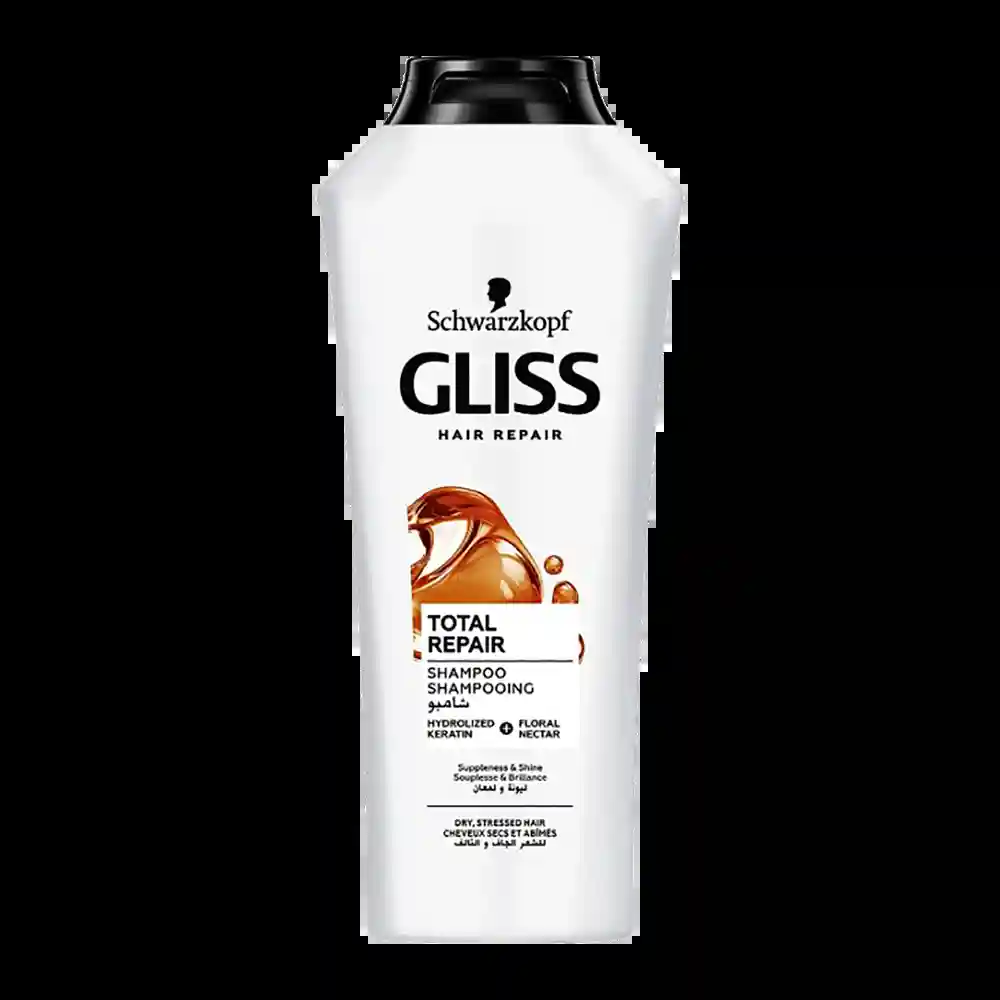 Schwarzkopf
GLISS
HAIR REPAIR
TOTAL
REPAIR
SHAMPOO
SHAMPOOING
شامبو
HYDROLIZED + FLORAL
KERATIN NECTAR
Suppleness & Shine
Souplesse & Brillance
ليونة و لمعان
DRY, STRESSED HAIR
CHEVEUX SECS ET ABÎMÉS
للشعر الجاف و التالف